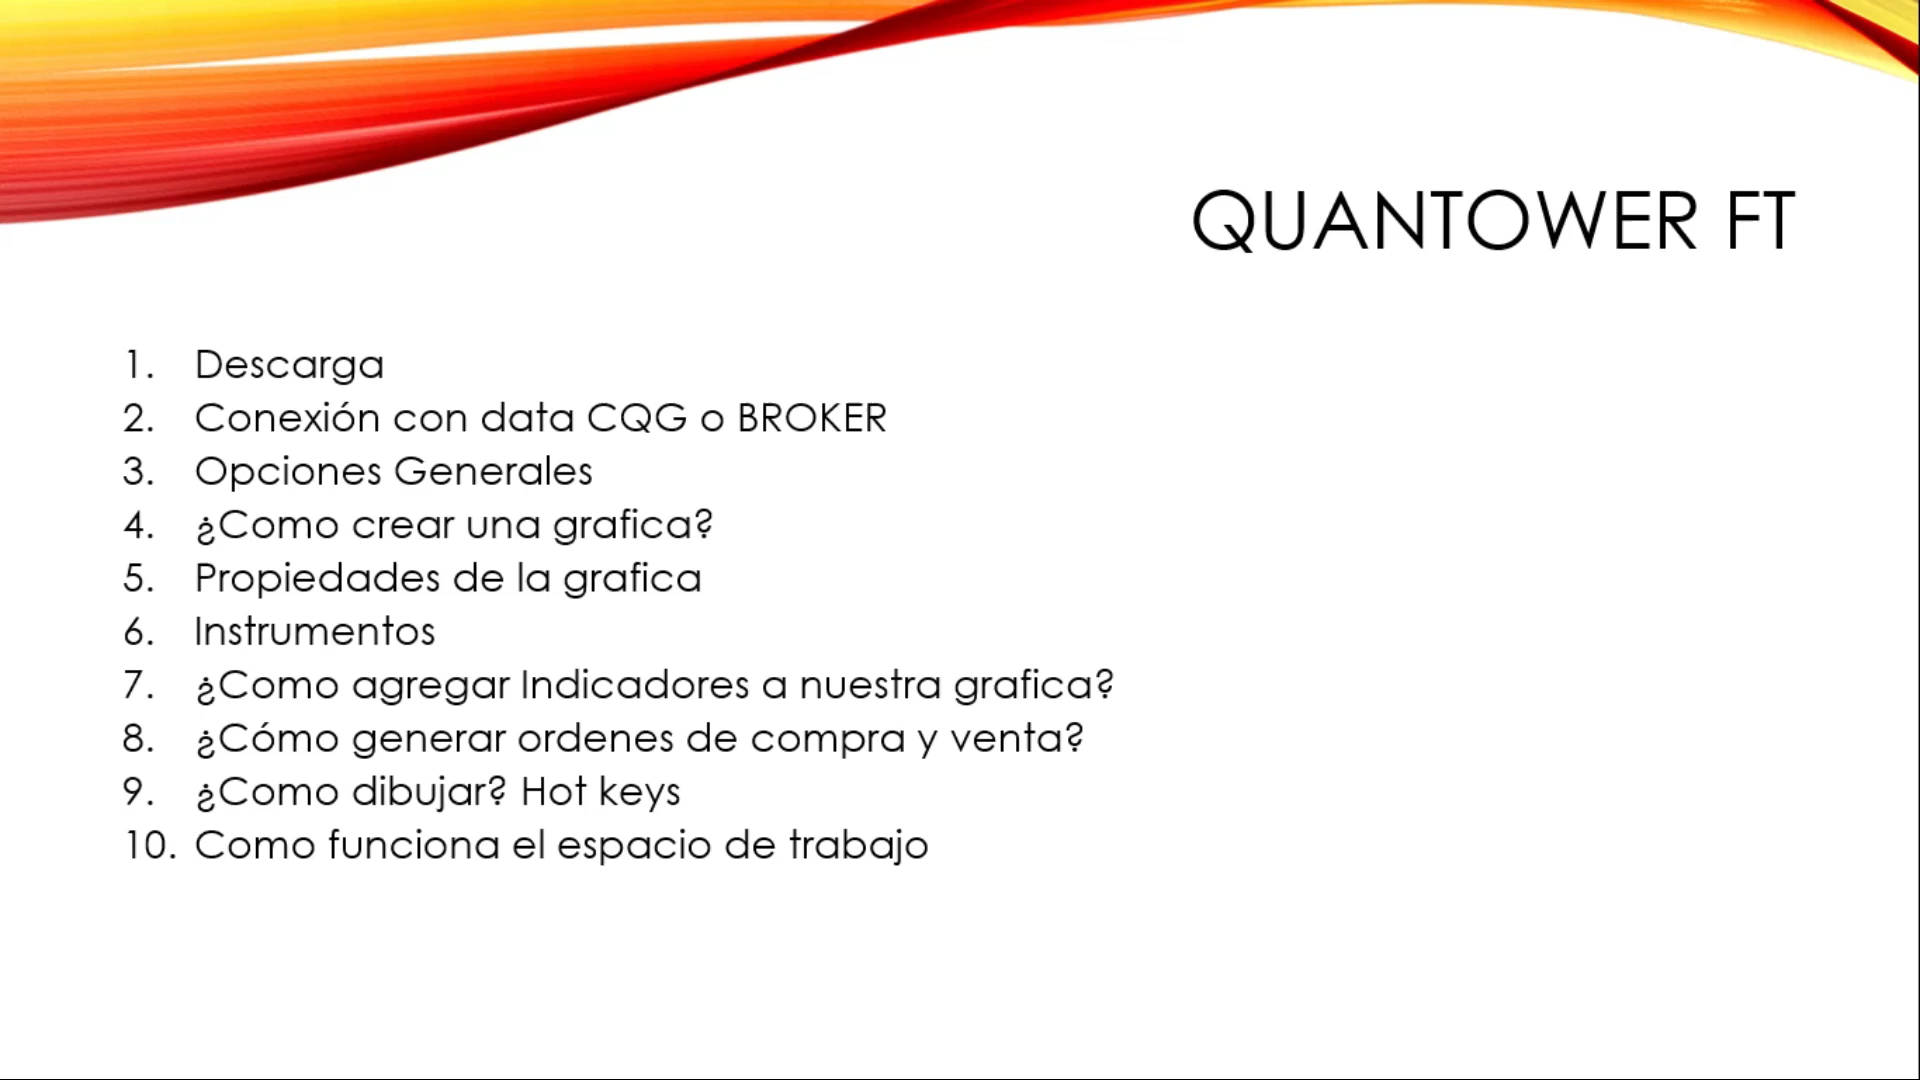 QUANTOWER FT
1. Descarga
2. Conexión con data CQG o BROKER
3. Opciones Generales
4. ¿Como crear una grafica?
5. Propiedades de la grafica
6. Instrumentos
7. ¿Como agregar Indicadores a nuestra grafica?
8. ¿Cómo generar ordenes de compra y venta?
9. ¿Como dibujar? Hot keys
10. Como funciona el espacio de trabajo